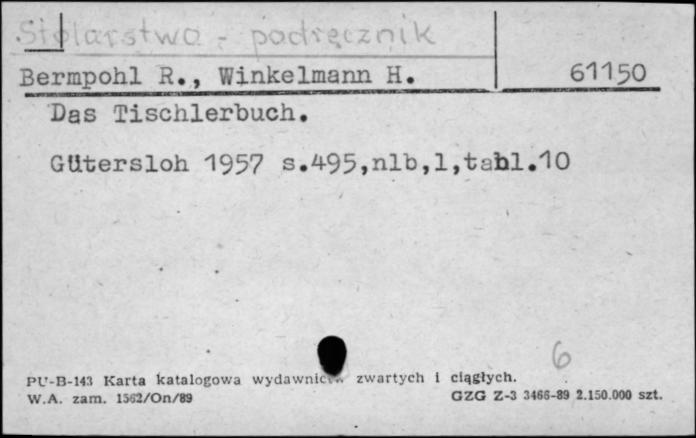 Stolarstwo - podręcznik
Bermpohl R., Winkelmann H. 61150
Das Tischlerbuch.
Gütersloh 1957 s.495,nlb,1,tabl.10
6
PU-B-143 Karta katalogowa zwartych i ciągłych.
W.A. zam. 1562/On/89 GZG Z-3 3466-89 2.150.000 szt.